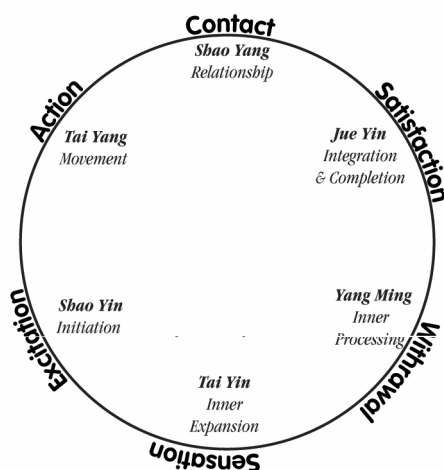 Contact
Shao Yang
Relationship
Action
Satisfaction
Tai Yang
Movement
Jue Yin
Integration
& Completion
Shao Yin
Initiation
Yang Ming
Inner
Processing
Excitation
Withrawal
Tai Yin
Inner
Expansion
Sensation